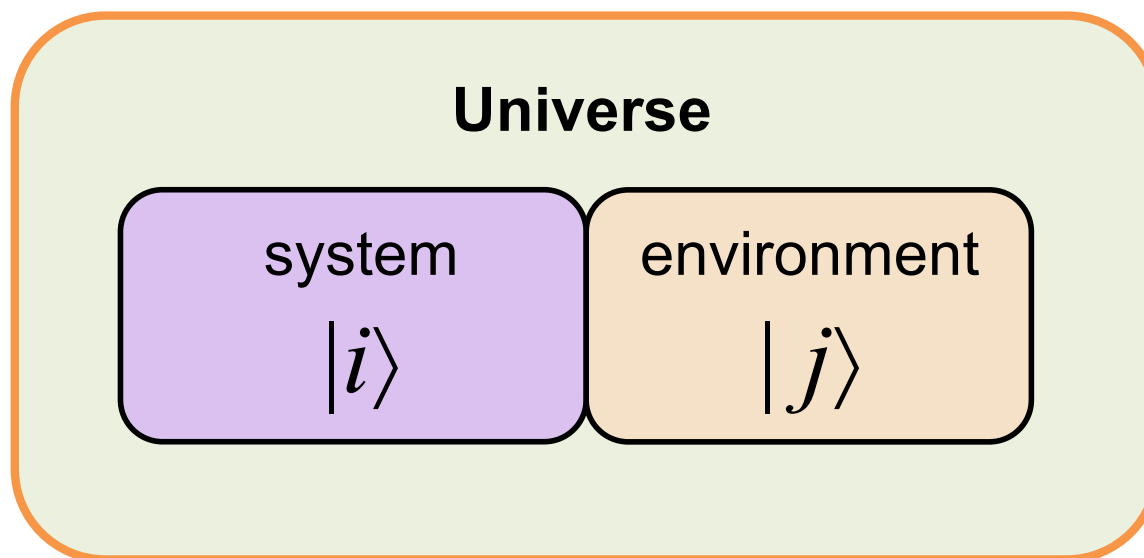 Universe
system
environment
|i⟩
|j⟩